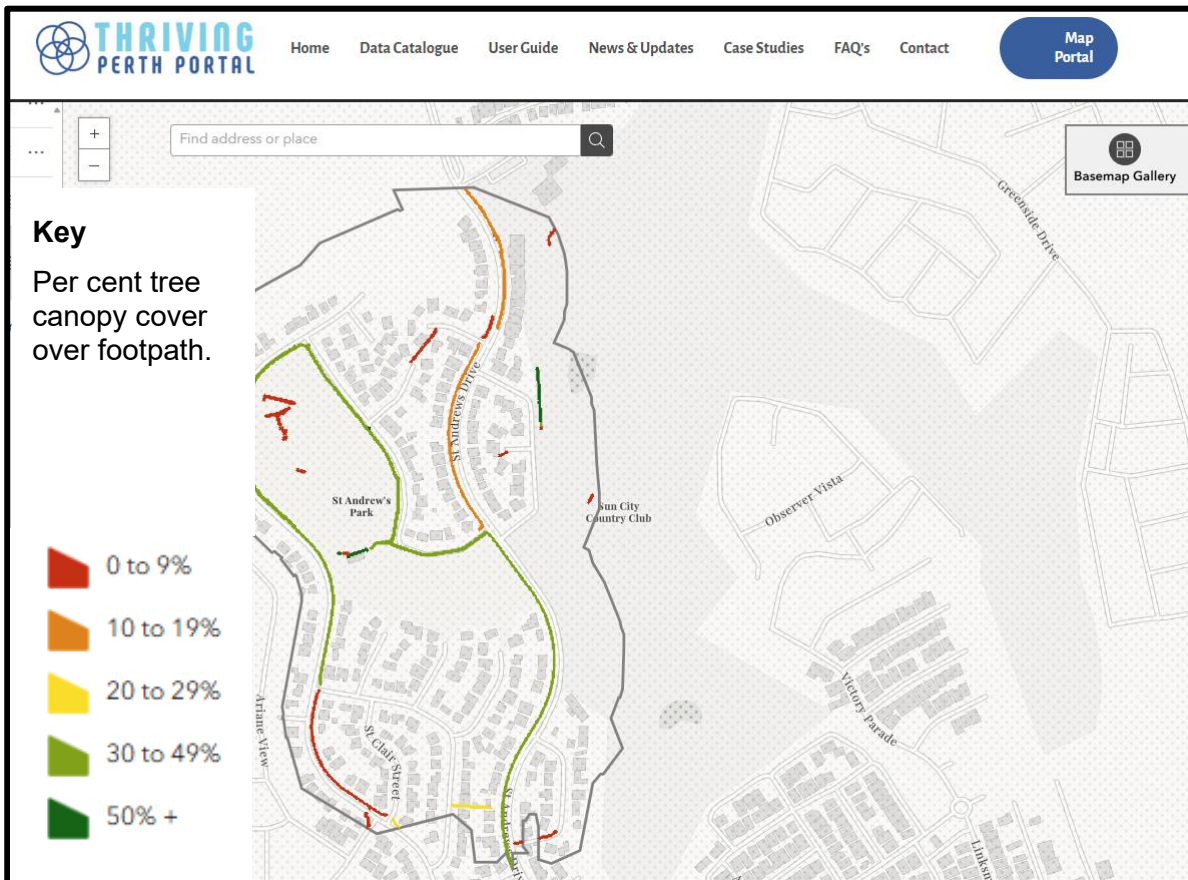 THRIVING
PERTH PORTAL
Home
Data Catalogue
User Guide
News & Updates
Case Studies
FAQ's
Contact
Map
Portal
+
Find address or place
−
Basemap Gallery
Greenside Drive
Key
Per cent tree
canopy cover
over footpath.
St Andrews Drive
St Andrew's
Park
Sun City
Country Club
Observer Vista
0 to 9%
10 to 19%
20 to 29%
30 to 49%
50% +
Ariane View
St Clair Street
Victory Parade
St Andrews Drive